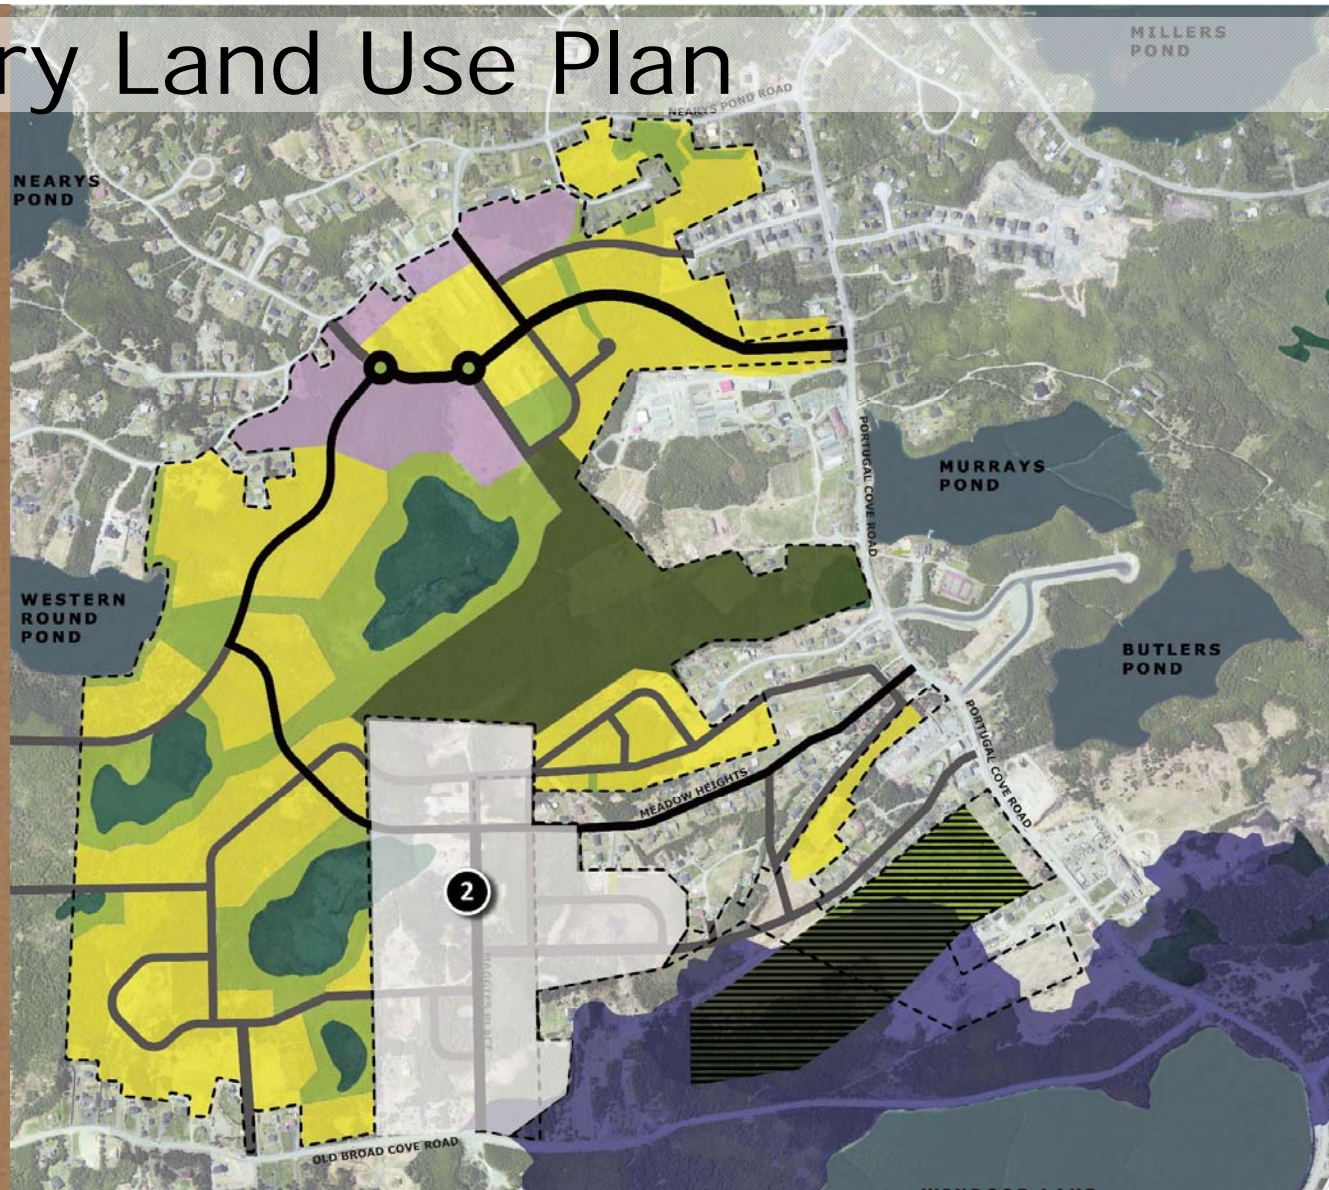 ry Land Use Plan
MILLERS
POND
NEARYS POND ROAD
NEARYS
POND
PORTUGAL COVE ROAD
MURRAYS
POND
WESTERN
ROUND
POND
BUTLERS
POND
PORTUGAL COVE ROAD
MEADOW HEIGHTS
2
OLD BROAD COVE ROAD